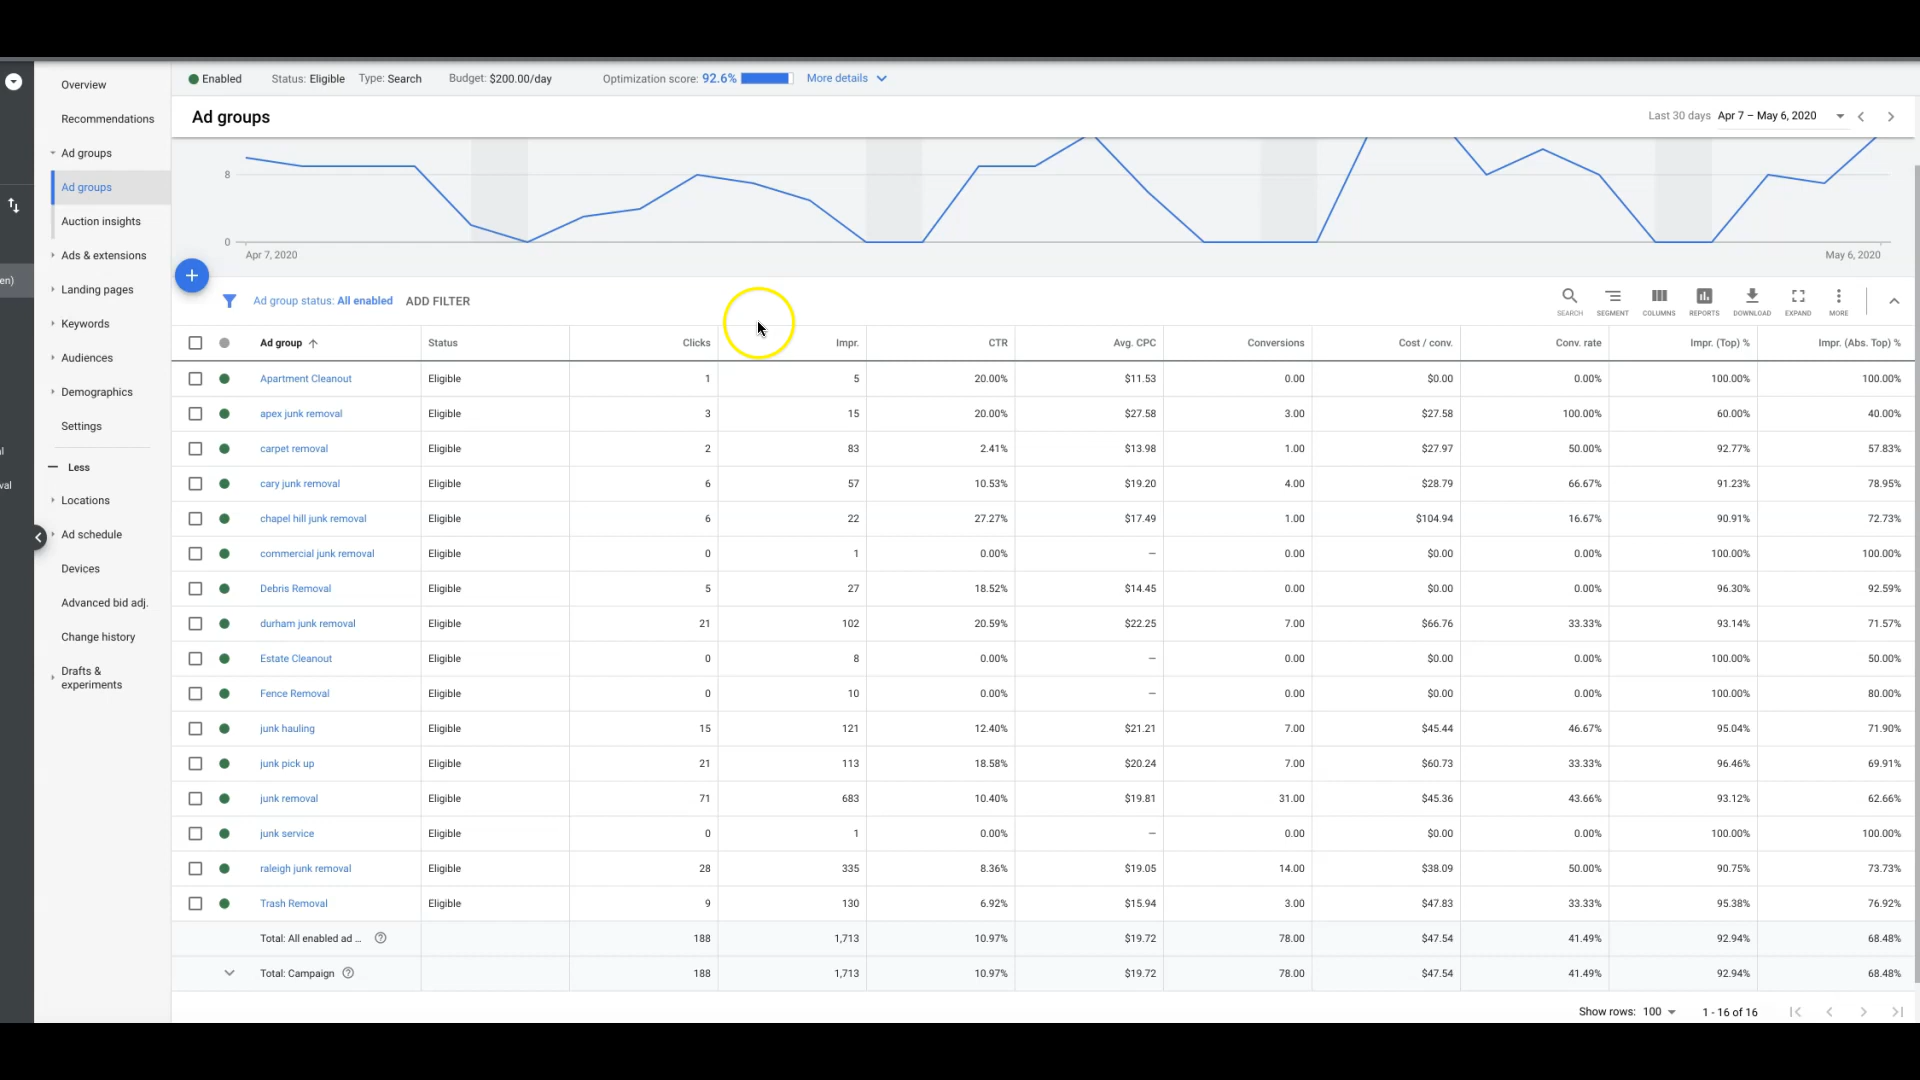 Enabled Status: Eligible Type: Search Budget: $200.00/day Optimization score: 92.6% More details
Ad groups Last 30 days Apr 7 – May 6, 2020
Overview
Recommendations
Ad groups
Ad groups
Auction insights
Ads & extensions
Landing pages
Keywords
Audiences
Demographics
Settings
Less
Locations
Ad schedule
Devices
Advanced bid adj.
Change history
Drafts &
experiments
en)
l
val
8
0
Apr 7, 2020 May 6, 2020
Ad group status: All enabled ADD FILTER SEARCH SEGMENT COLUMNS REPORTS DOWNLOAD EXPAND MORE
Ad group Status Clicks Impr. CTR Avg. CPC Conversions Cost / conv. Conv. rate Impr. (Top) % Impr. (Abs. Top) %
Apartment Cleanout Eligible 1 5 20.00% $11.53 0.00 $0.00 0.00% 100.00% 100.00%
apex junk removal Eligible 3 15 20.00% $27.58 3.00 $27.58 100.00% 60.00% 40.00%
carpet removal Eligible 2 83 2.41% $13.98 1.00 $27.97 50.00% 92.77% 57.83%
cary junk removal Eligible 6 57 10.53% $19.20 4.00 $28.79 66.67% 91.23% 78.95%
chapel hill junk removal Eligible 6 22 27.27% $17.49 1.00 $104.94 16.67% 90.91% 72.73%
commercial junk removal Eligible 0 1 0.00% – 0.00 $0.00 0.00% 100.00% 100.00%
Debris Removal Eligible 5 27 18.52% $14.45 0.00 $0.00 0.00% 96.30% 92.59%
durham junk removal Eligible 21 102 20.59% $22.25 7.00 $66.76 33.33% 93.14% 71.57%
Estate Cleanout Eligible 0 8 0.00% – 0.00 $0.00 0.00% 100.00% 50.00%
Fence Removal Eligible 0 10 0.00% – 0.00 $0.00 0.00% 100.00% 80.00%
junk hauling Eligible 15 121 12.40% $21.21 7.00 $45.44 46.67% 95.04% 71.90%
junk pick up Eligible 21 113 18.58% $20.24 7.00 $60.73 33.33% 96.46% 69.91%
junk removal Eligible 71 683 10.40% $19.81 31.00 $45.36 43.66% 93.12% 62.66%
junk service Eligible 0 1 0.00% – 0.00 $0.00 0.00% 100.00% 100.00%
raleigh junk removal Eligible 28 335 8.36% $19.05 14.00 $38.09 50.00% 90.75% 73.73%
Trash Removal Eligible 9 130 6.92% $15.94 3.00 $47.83 33.33% 95.38% 76.92%
Total: All enabled ad ... 188 1,713 10.97% $19.72 78.00 $47.54 41.49% 92.94% 68.48%
Total: Campaign 188 1,713 10.97% $19.72 78.00 $47.54 41.49% 92.94% 68.48%
Show rows: 100 1 - 16 of 16